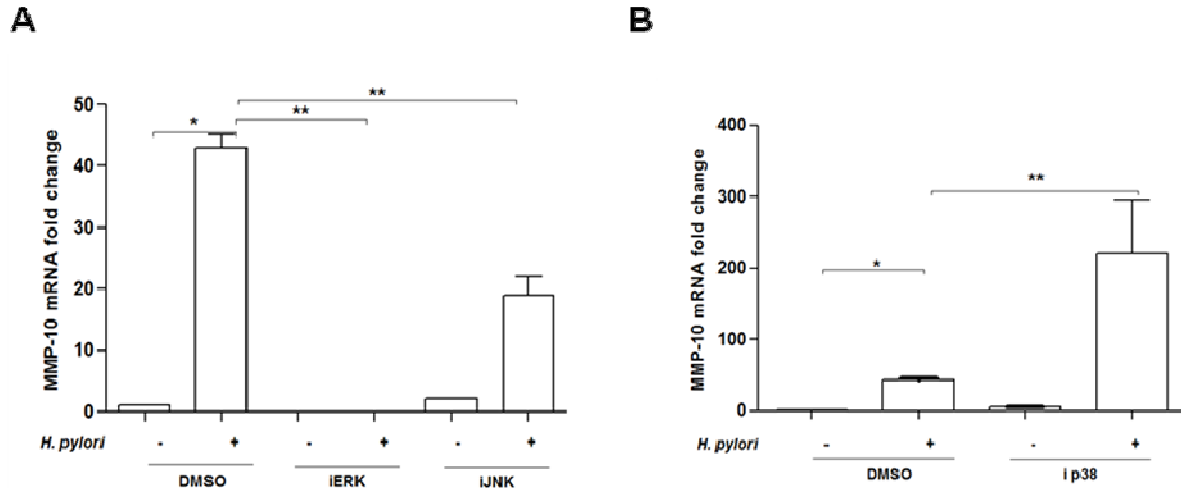 A
MMP-10 mRNA fold change
50
40
30
20
10
0
*
**
**
H. pylori - + - + - +
DMSO iERK iJNK
B
MMP-10 mRNA fold change
400
300
200
100
0
*
**
H. pylori - + - +
DMSO i p38